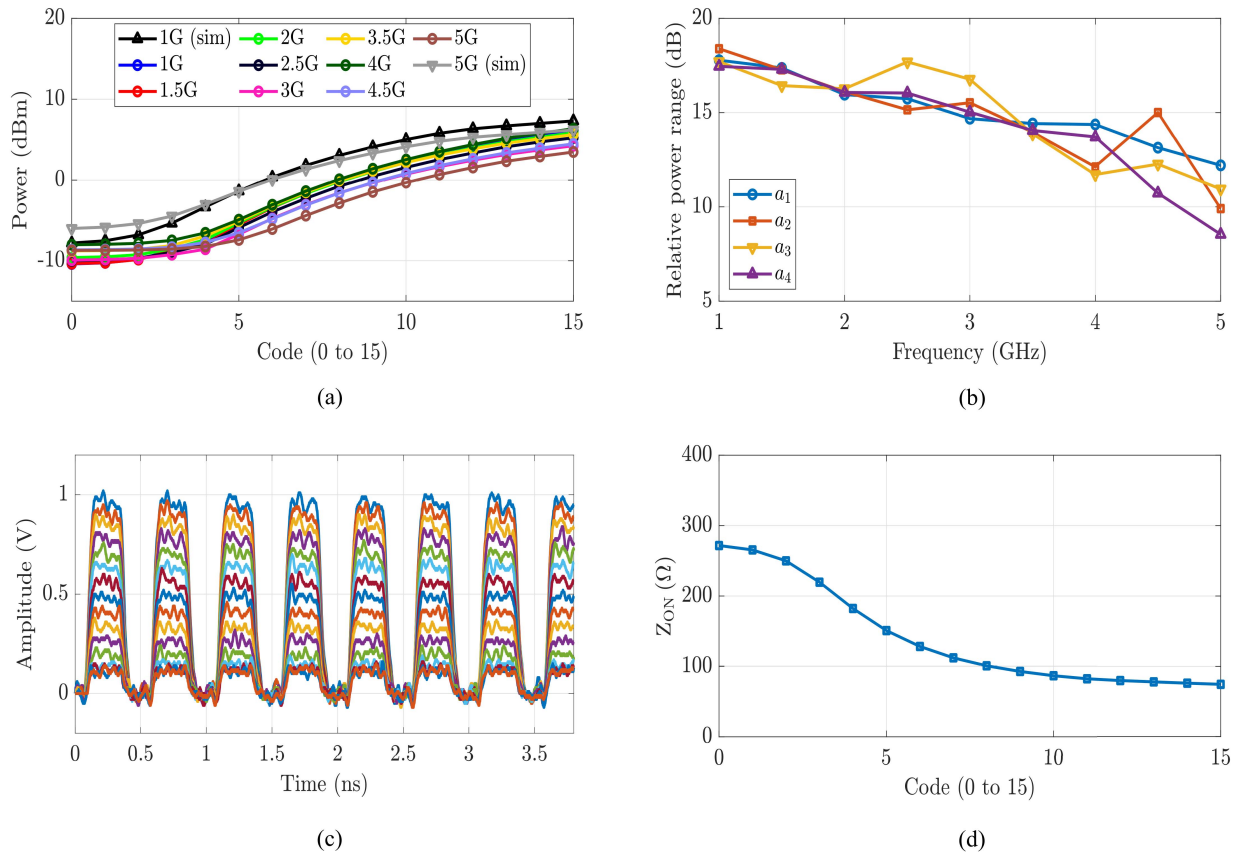 20
10
0
-10
Power (dBm)
1G (sim) 2G 3.5G 5G
1G 2.5G 4G 5G (sim)
1.5G 3G 4.5G
0 5 10 15
Code (0 to 15)
(a)
20
15
10
5
Relative power range (dB)
a1
a2
a3
a4
1 2 3 4 5
Frequency (GHz)
(b)
1
0.5
0
Amplitude (V)
0 0.5 1 1.5 2 2.5 3 3.5
Time (ns)
(c)
400
300
200
100
0
ZON (Ω)
0 5 10 15
Code (0 to 15)
(d)